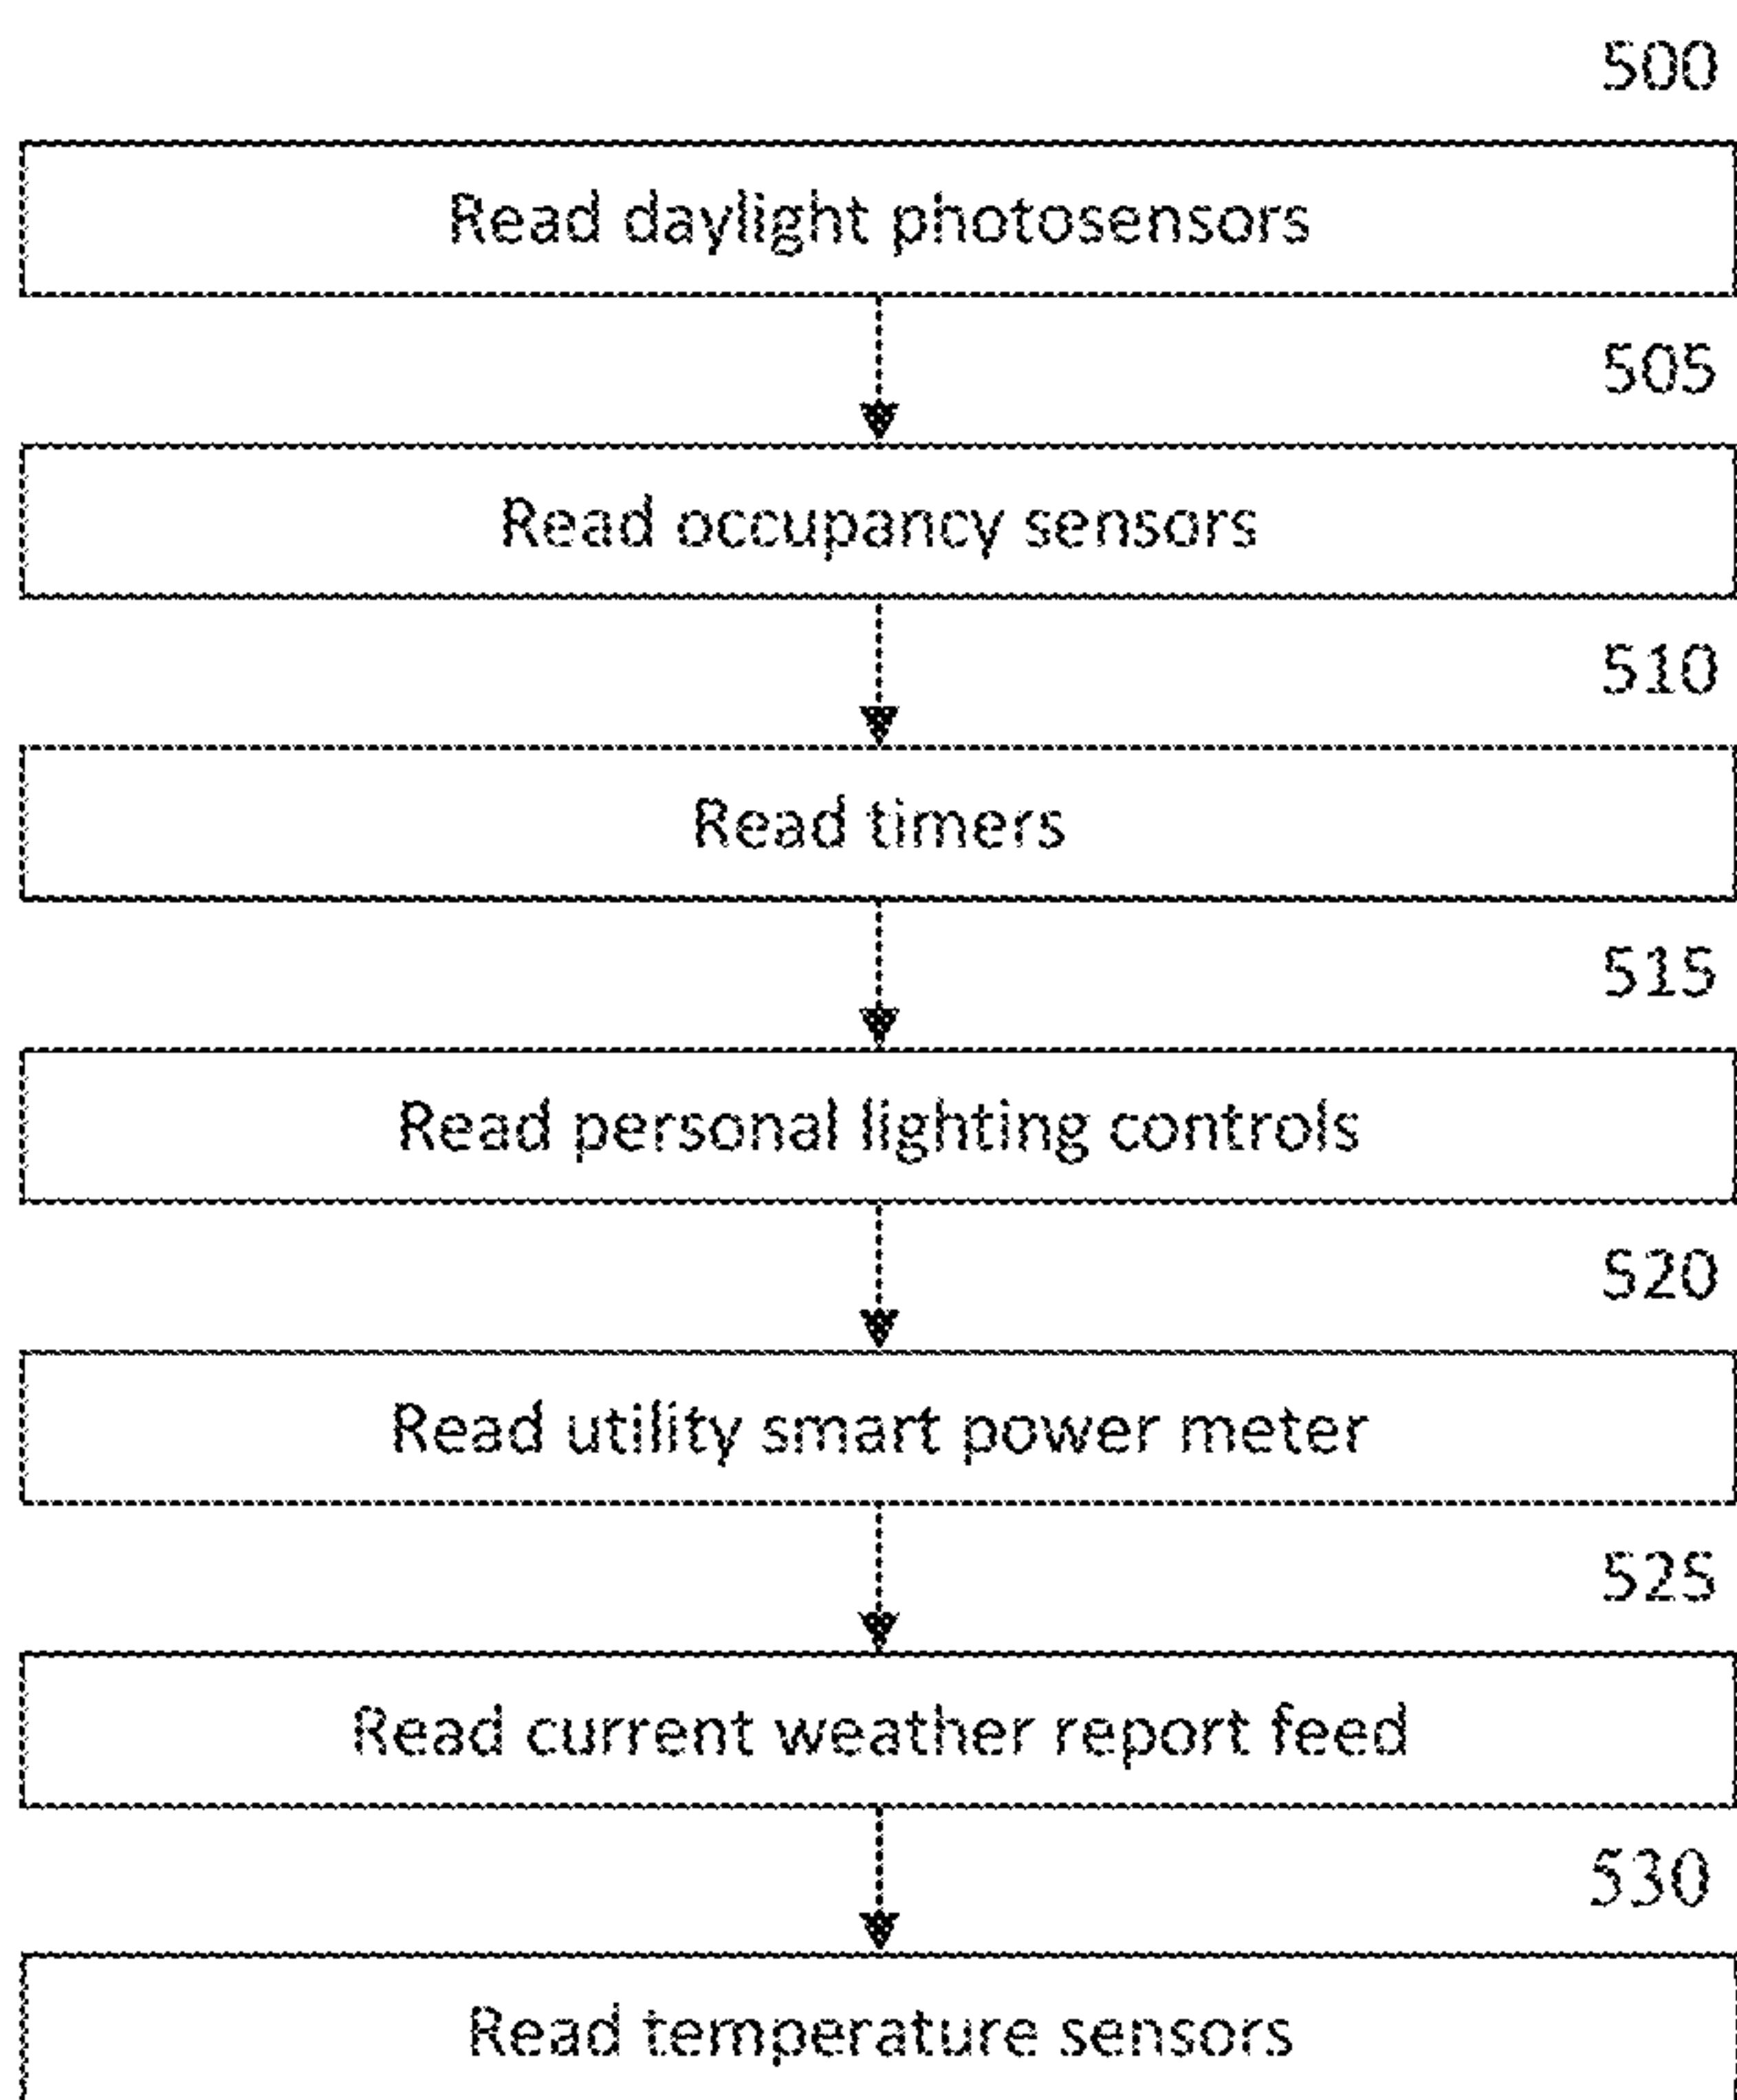 500
Read daylight photosensors
505
Read occupancy sensors
510
Read timers
515
Read personal lighting controls
520
Read utility smart power meter
525
Read current weather report feed
530
Read temperature sensors